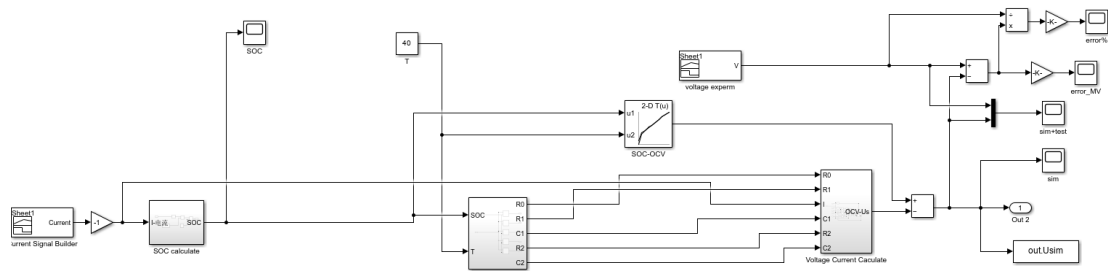 ÷
x
-K-
error%
SOC
40
T
Sheet1
V
voltage experm
+
−
-K-
error_MV
2-D T(u)
u1
u2
SOC-OCV
sim+test
sim
Sheet1
Current
urrent Signal Builder
-1
I-电流
SOC
SOC calculate
SOC
T
R0
R1
C1
R2
C2
R0
R1
I
C1
R2
C2
OCV-Us
Voltage Current Caculate
+
−
1
Out 2
out.Usim